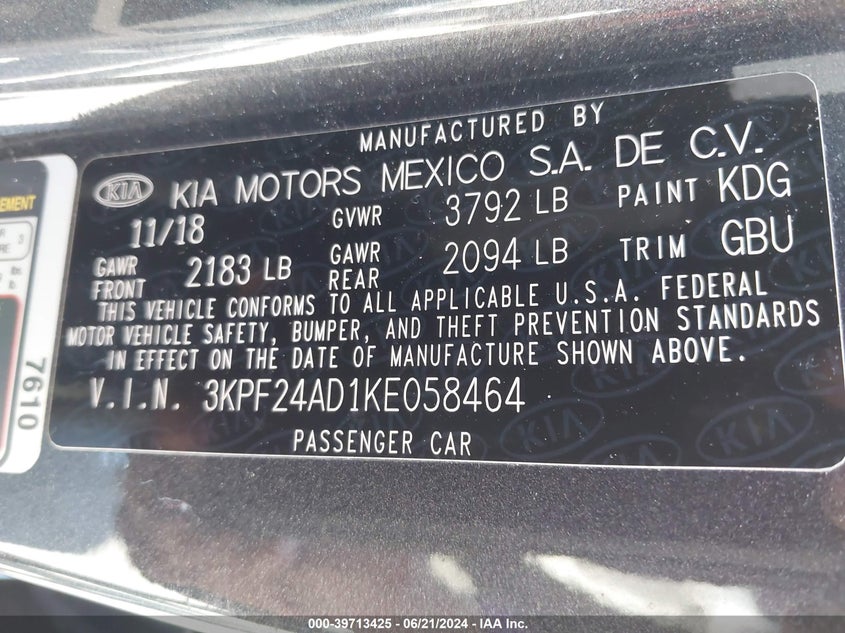 MANUFACTURED BY
KIA KIA MOTORS MEXICO S.A. DE C.V.
11/18 GVWR 3792 LB PAINT KDG
GAWR FRONT 2183 LB GAWR REAR 2094 LB TRIM GBU
THIS VEHICLE CONFORMS TO ALL APPLICABLE U.S.A. FEDERAL
MOTOR VEHICLE SAFETY, BUMPER, AND THEFT PREVENTION STANDARDS
IN EFFECT ON THE DATE OF MANUFACTURE SHOWN ABOVE.
V.I.N. 3KPF24AD1KE058464
PASSENGER CAR
7610
000-39713425 - 06/21/2024 - IAA Inc.